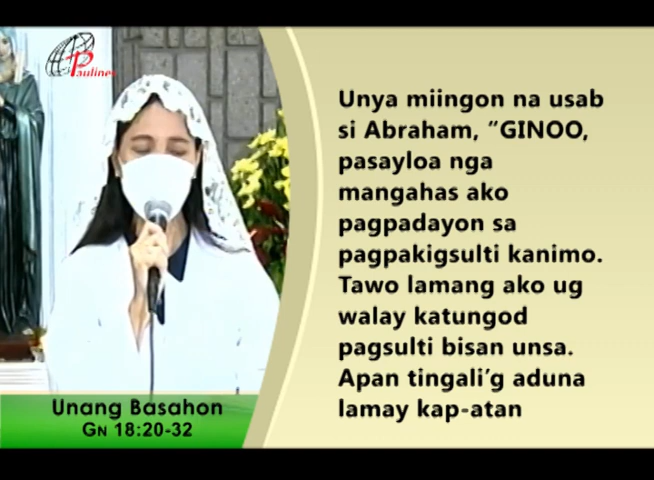 Paulines
Unya miingon na usab
si Abraham, "GINOO,
pasayloa nga
mangahas ako
pagpadayon sa
pagpakigsulti kanimo.
Tawo lamang ako ug
walay katungod
pagsulti bisan unsa.
Apan tingali'g aduna
lamay kap-atan
Unang Basahon
GN 18:20-32